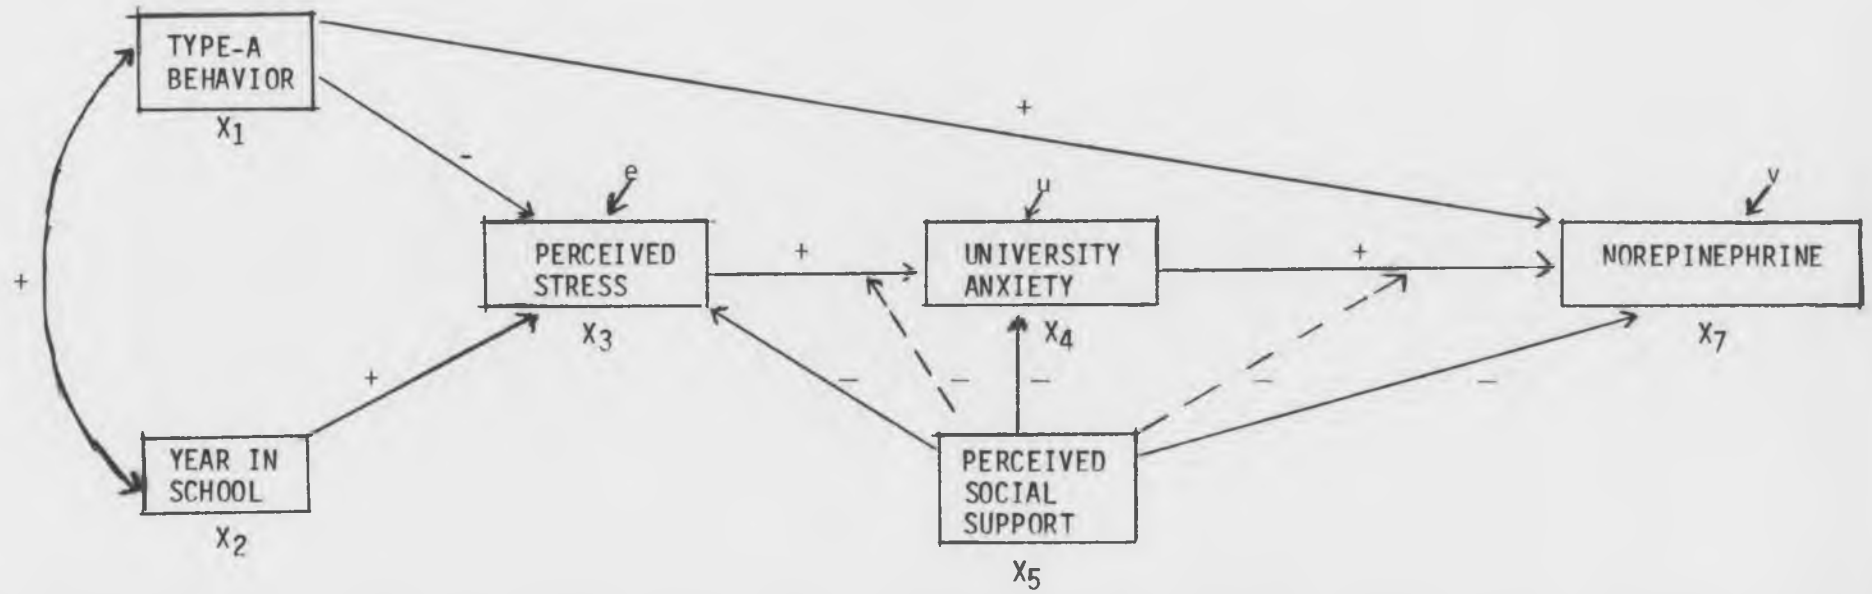 TYPE-A
BEHAVIOR
X1
+
-
+
e
u
v
PERCEIVED
STRESS
X3
+
UNIVERSITY
ANXIETY
X4
+
NOREPINEPHRINE
X7
+
+
—
—
—
—
—
YEAR IN
SCHOOL
X2
PERCEIVED
SOCIAL
SUPPORT
X5